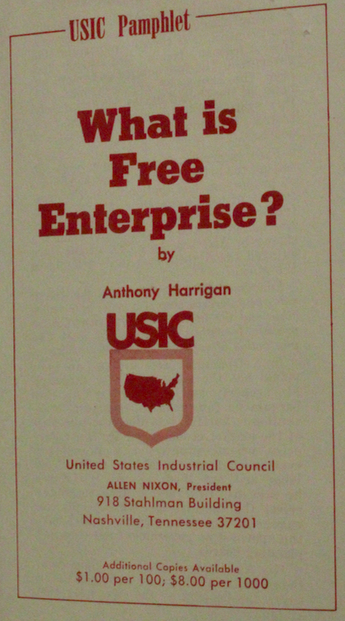 USIC Pamphlet
What is
Free
Enterprise?
by
Anthony Harrigan
USIC
United States Industrial Council
ALLEN NIXON, President
918 Stahlman Building
Nashville, Tennessee 37201
Additional Copies Available
$1.00 per 100; $8.00 per 1000